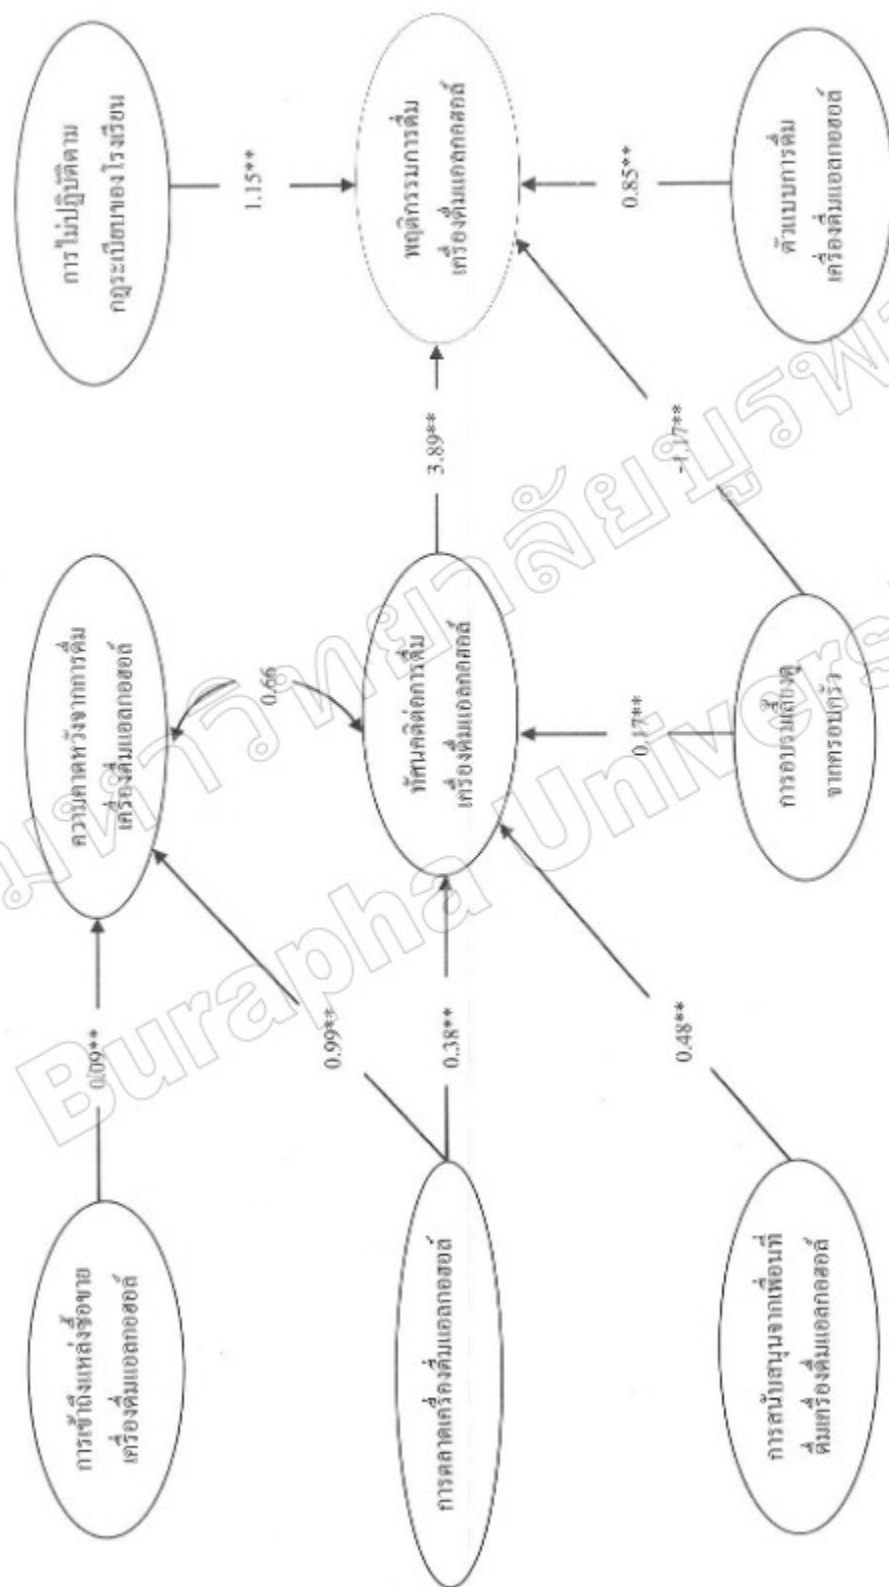 การไม่ปฏิบัติตาม
กฎระเบียบของโรงเรียน
1.15**
พฤติกรรมการดื่ม
เครื่องดื่มแอลกอฮอล์
0.85**
ตัวแบบการดื่ม
เครื่องดื่มแอลกอฮอล์
3.89**
-1.17**
ความคาดหวังจากการดื่ม
เครื่องดื่มแอลกอฮอล์
0.66
ทัศนคติต่อการดื่ม
เครื่องดื่มแอลกอฮอล์
0.17**
การอบรมเลี้ยงดู
จากครอบครัว
0.09**
0.99**
0.38**
0.48**
การเข้าถึงแหล่งซื้อขาย
เครื่องดื่มแอลกอฮอล์
การตลาดเครื่องดื่มแอลกอฮอล์
การสนับสนุนจากเพื่อนที่
ดื่มเครื่องดื่มแอลกอฮอล์
มหาวิทยาลัยบูรพา
Burapha Univers